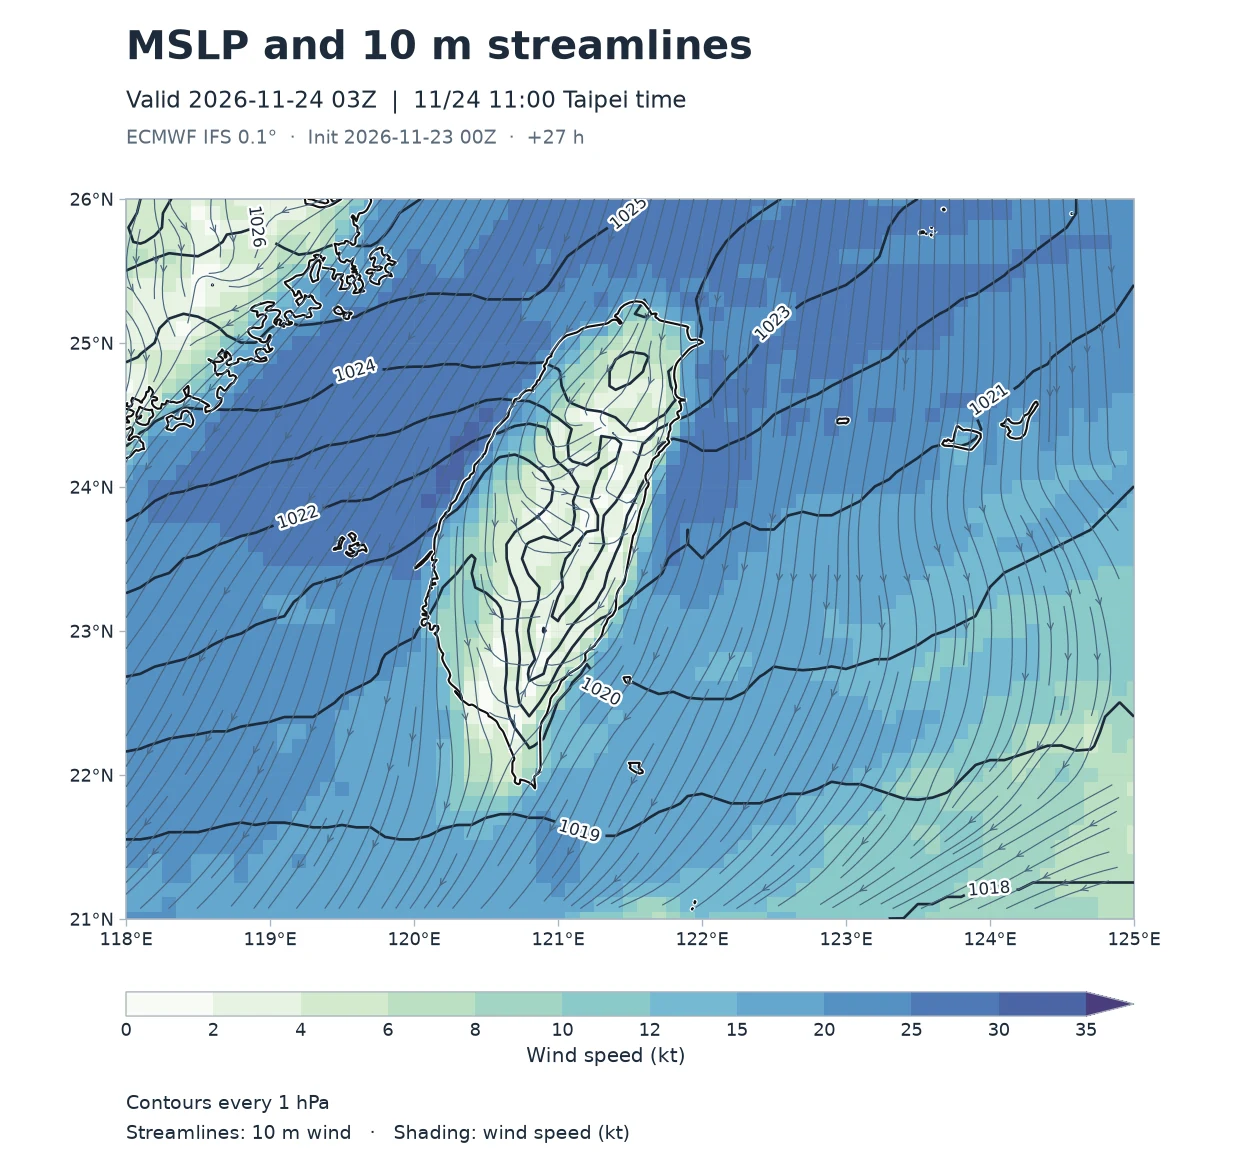 MSLP and 10 m streamlines
Valid 2026-11-24 03Z | 11/24 11:00 Taipei time
ECMWF IFS 0.1° · Init 2026-11-23 00Z · +27 h
26°N
25°N
24°N
23°N
22°N
21°N
1026
1025
1024
1023
1022
1021
1020
1019
1018
118°E 119°E 120°E 121°E 122°E 123°E 124°E 125°E
0 2 4 6 8 10 12 15 20 25 30 35
Wind speed (kt)
Contours every 1 hPa
Streamlines: 10 m wind · Shading: wind speed (kt)